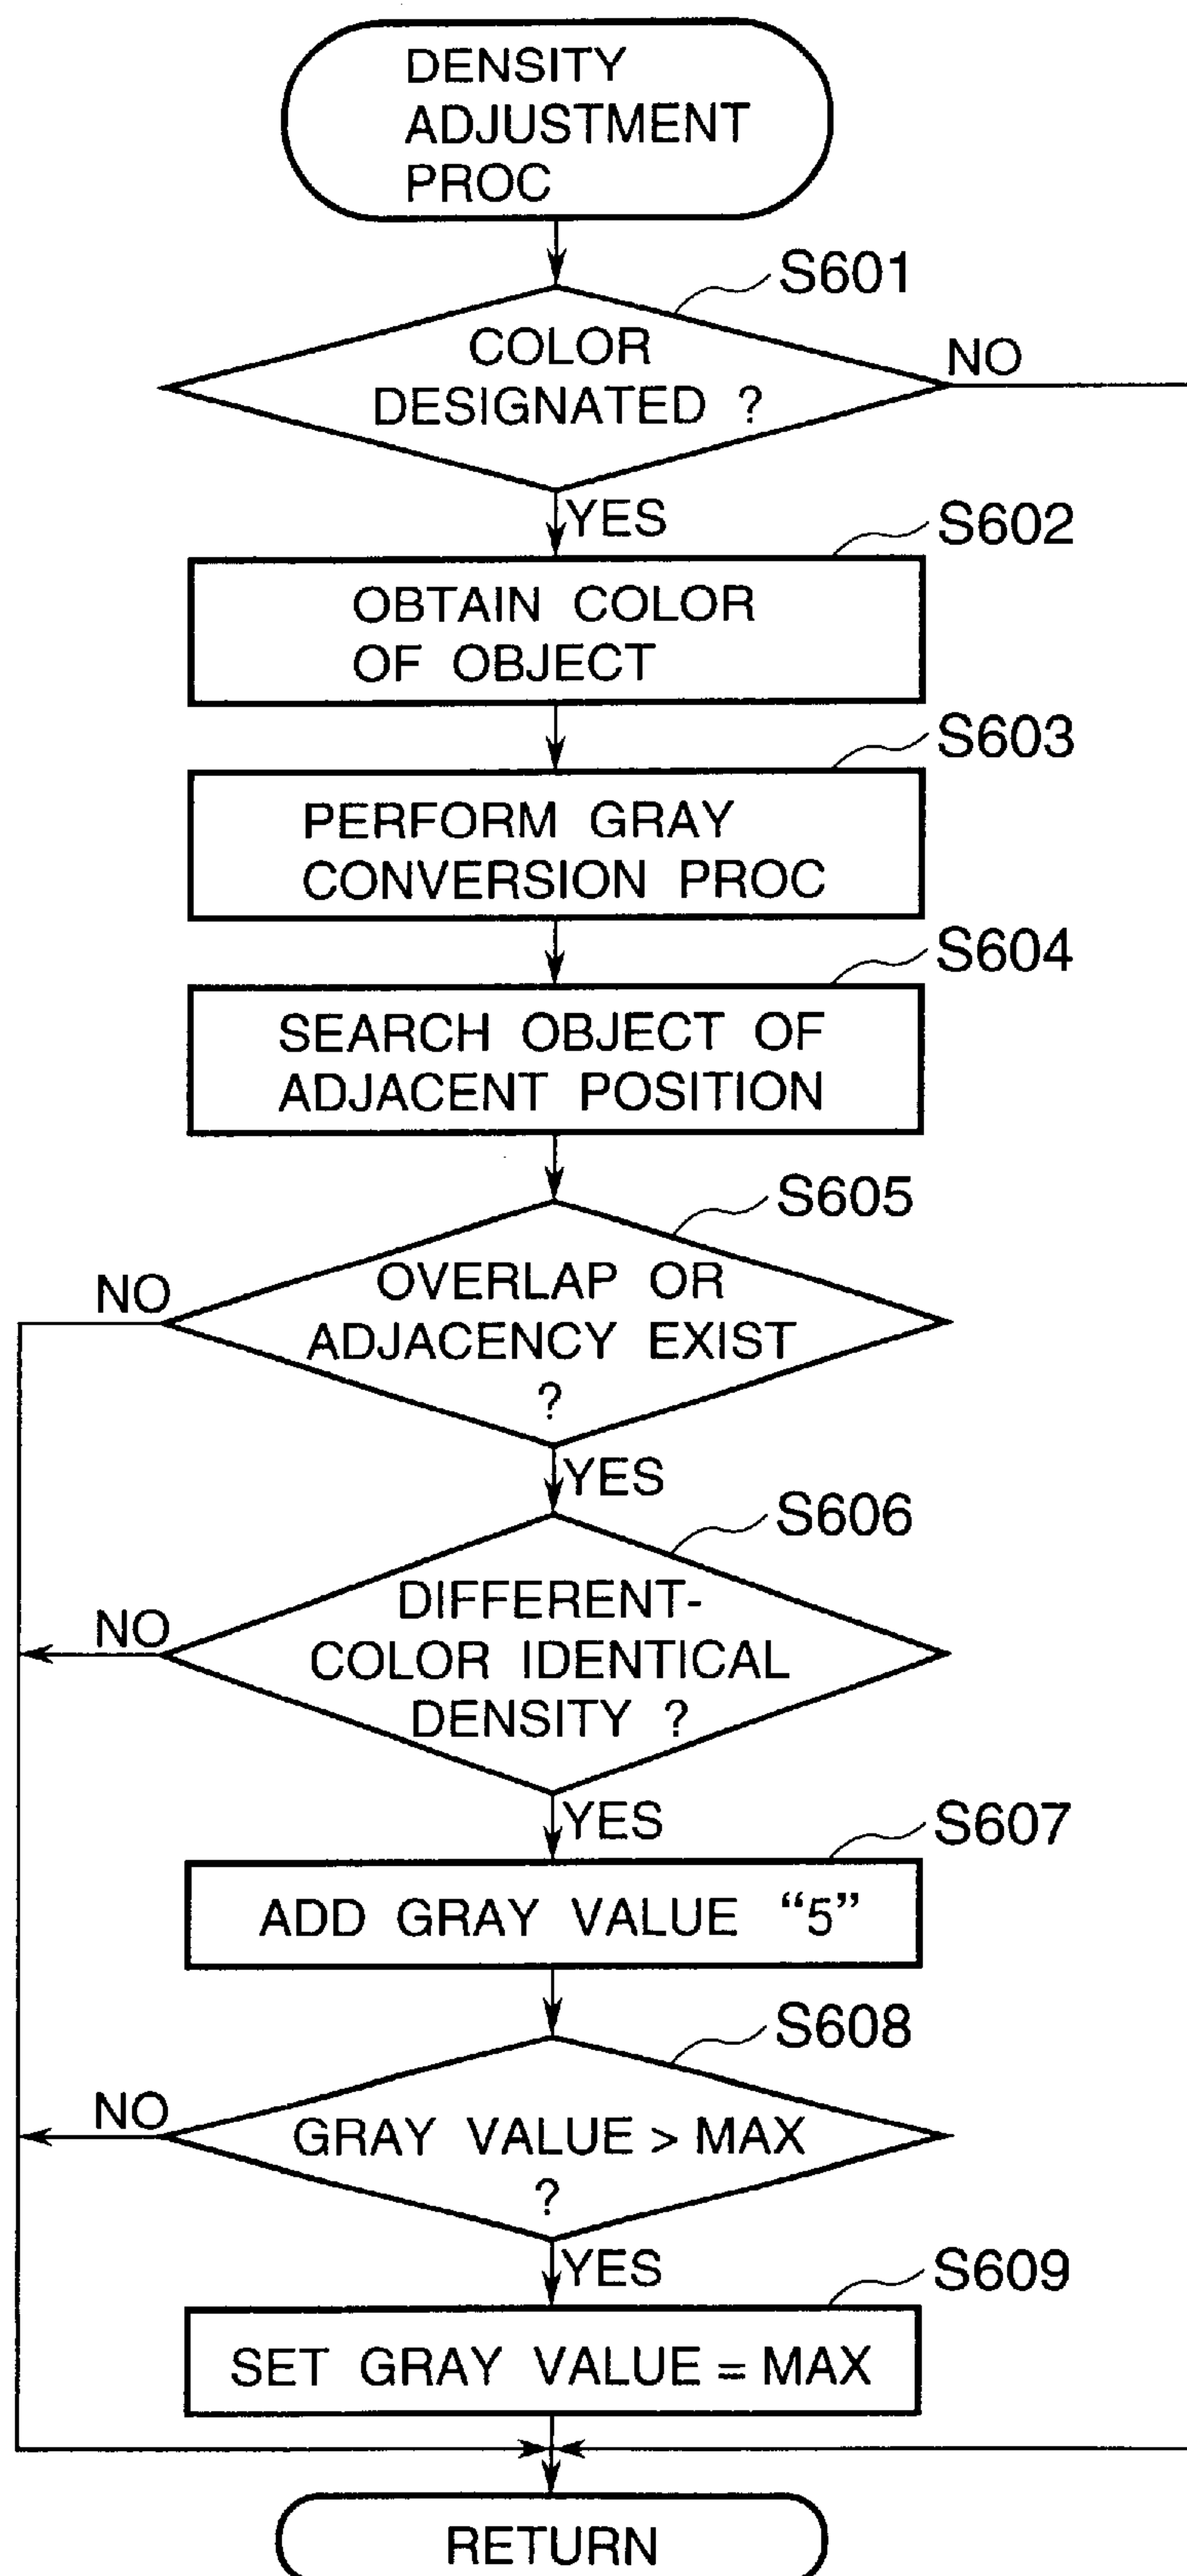 DENSITY
ADJUSTMENT
PROC
S601
COLOR
DESIGNATED ?
NO
YES
S602
OBTAIN COLOR
OF OBJECT
S603
PERFORM GRAY
CONVERSION PROC
S604
SEARCH OBJECT OF
ADJACENT POSITION
S605
NO
OVERLAP OR
ADJACENCY EXIST
?
YES
S606
NO
DIFFERENT-
COLOR IDENTICAL
DENSITY ?
YES
S607
ADD GRAY VALUE “5”
S608
NO
GRAY VALUE > MAX
?
YES
S609
SET GRAY VALUE = MAX
RETURN